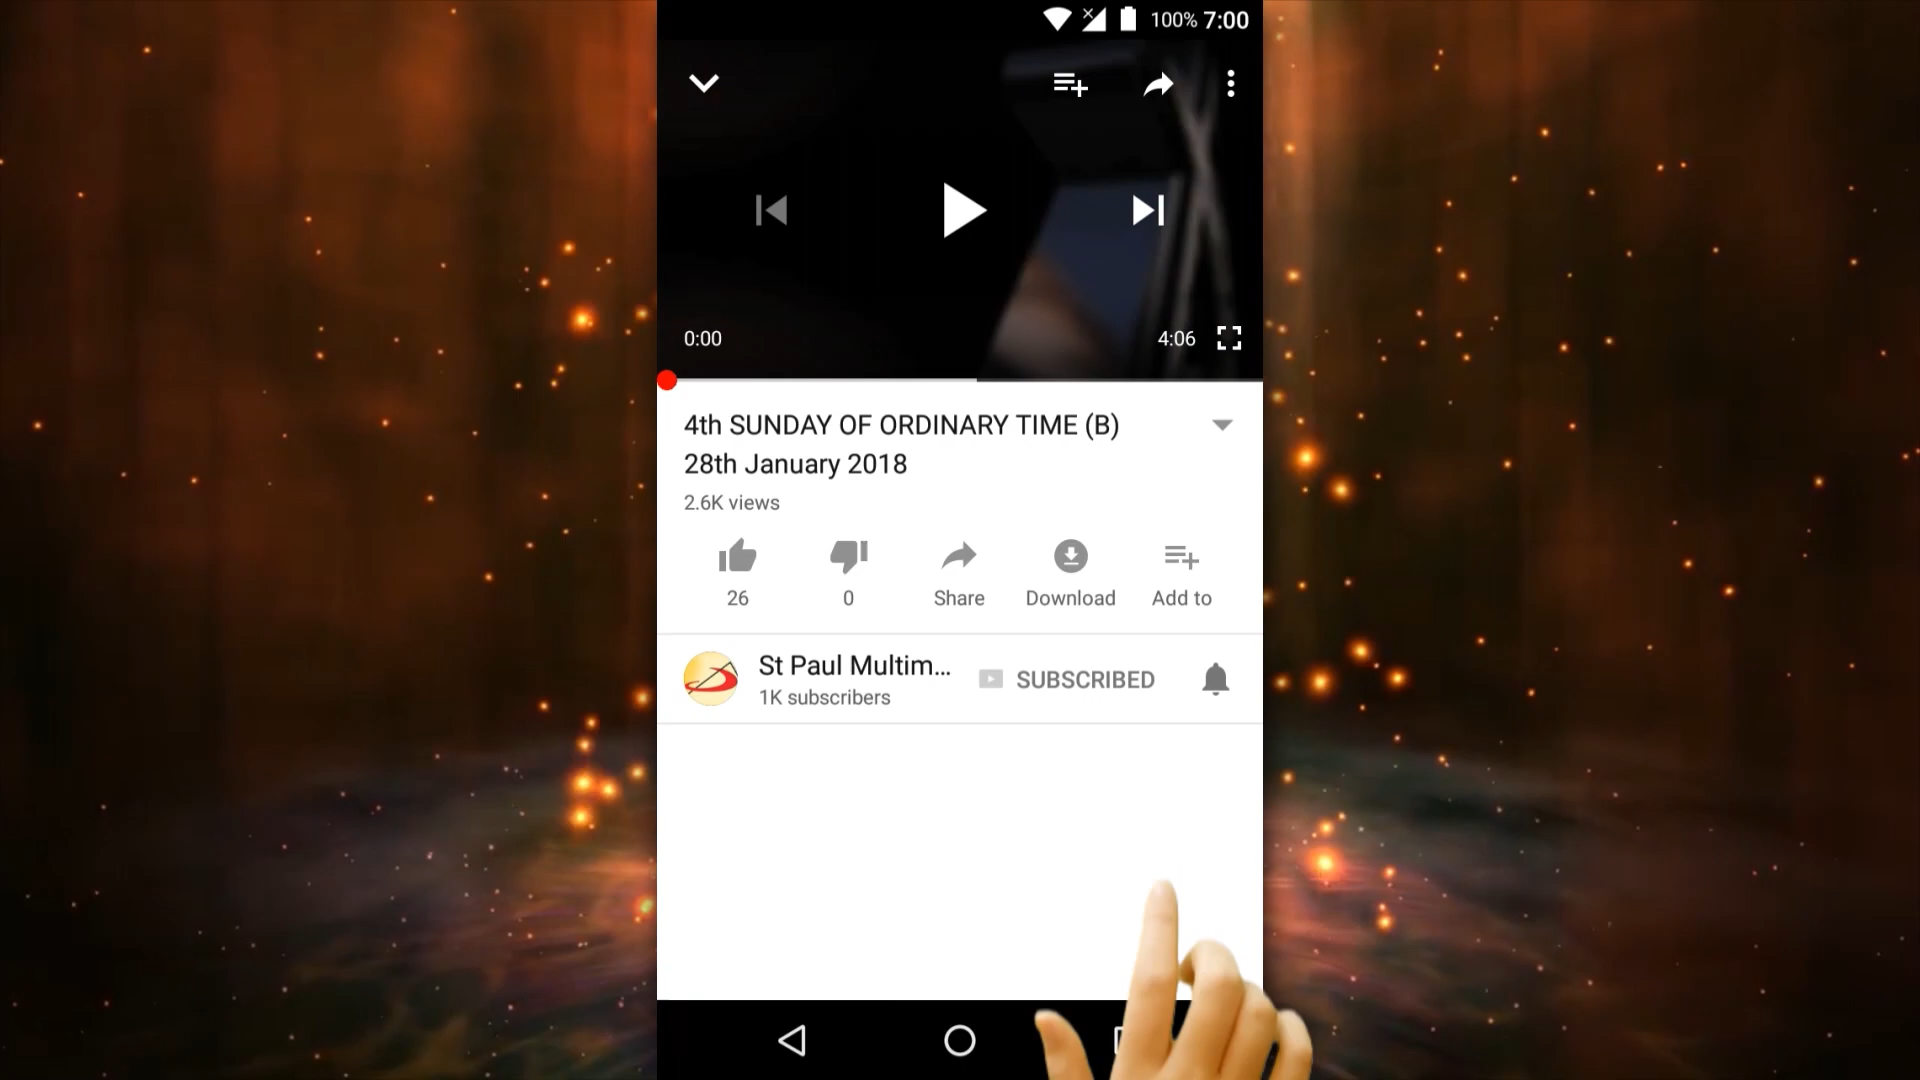 100% 7:00
0:00
4:06
4th SUNDAY OF ORDINARY TIME (B)
28th January 2018
2.6K views
26
0
Share
Download
Add to
St Paul Multim...
SUBSCRIBED
1K subscribers